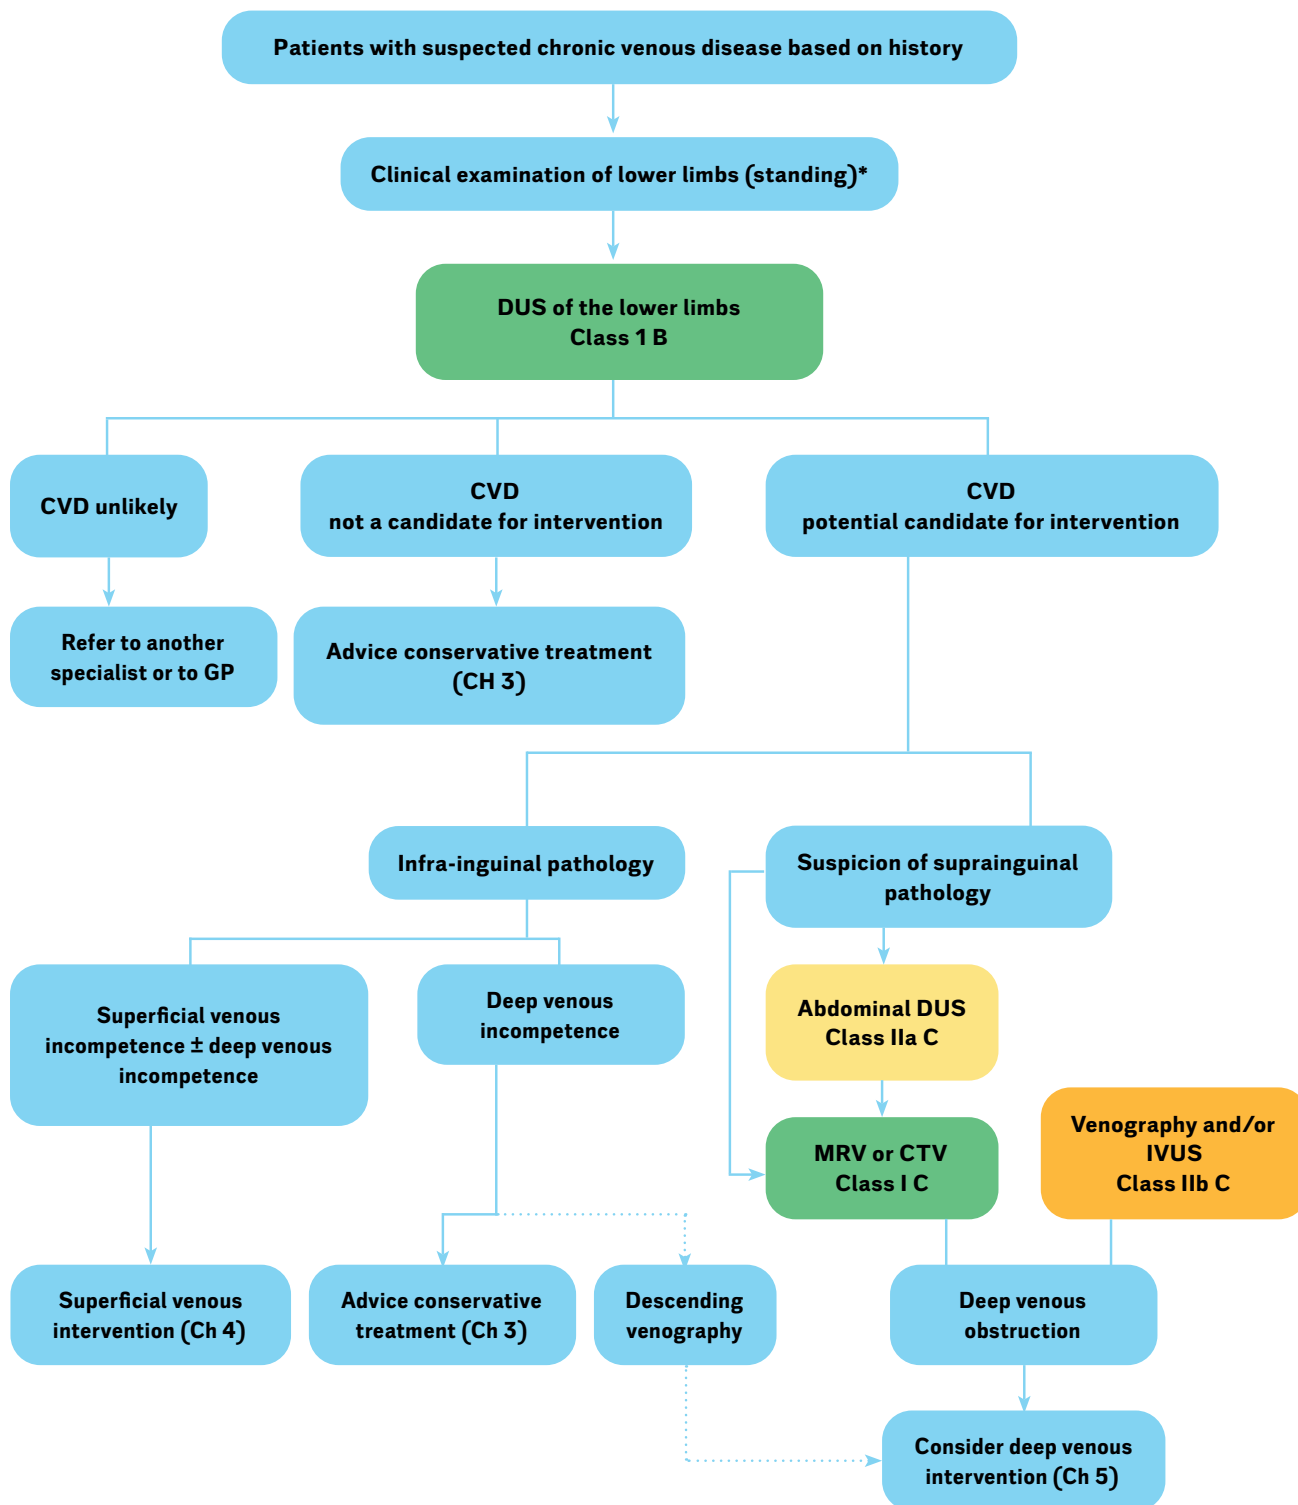 Patients with suspected chronic venous disease based on history
Clinical examination of lower limbs (standing)*
DUS of the lower limbs
Class 1 B
CVD unlikely
CVD
not a candidate for intervention
CVD
potential candidate for intervention
Refer to another
specialist or to GP
Advice conservative treatment
(CH 3)
Infra-inguinal pathology
Suspicion of suprainguinal
pathology
Superficial venous
incompetence ± deep venous
incompetence
Deep venous
incompetence
Abdominal DUS
Class IIa C
MRV or CTV
Class I C
Venography and/or
IVUS
Class IIb C
Superficial venous
intervention (Ch 4)
Advice conservative
treatment (Ch 3)
Descending
venography
Deep venous
obstruction
Consider deep venous
intervention (Ch 5)